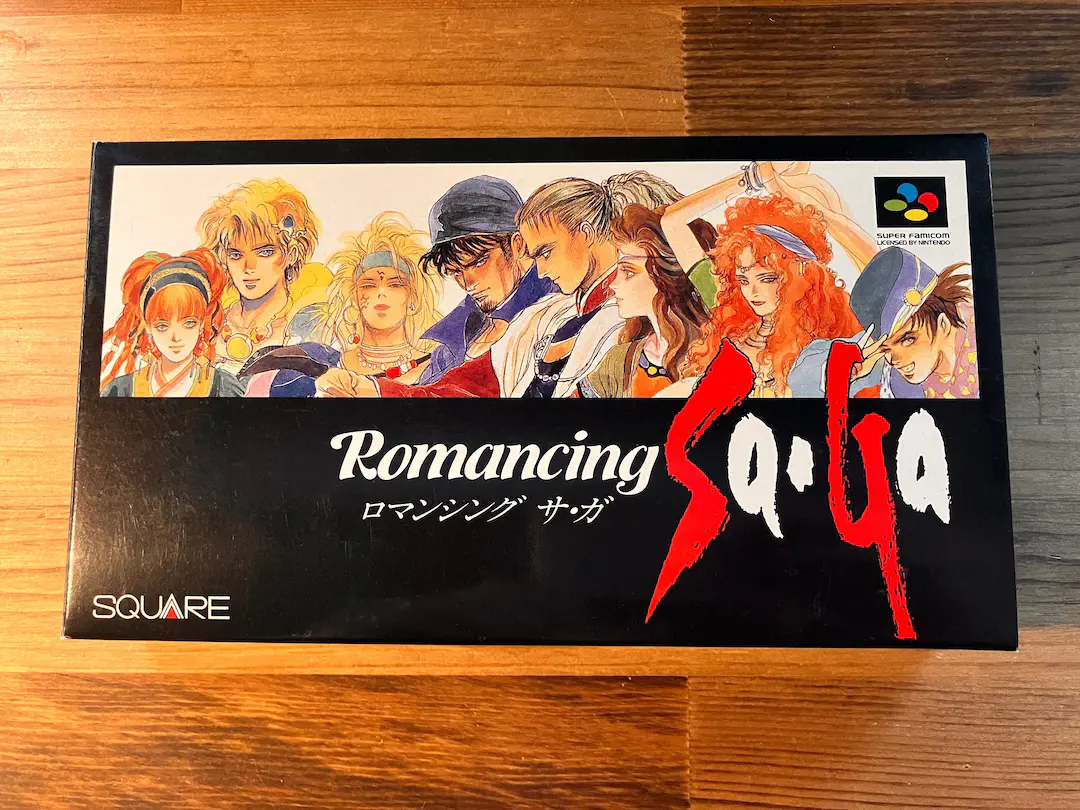 SUPER FAMICOM
LICENSED BY NINTENDO
Romancing Sa·Ga
ロマンシング サ・ガ
SQUARE